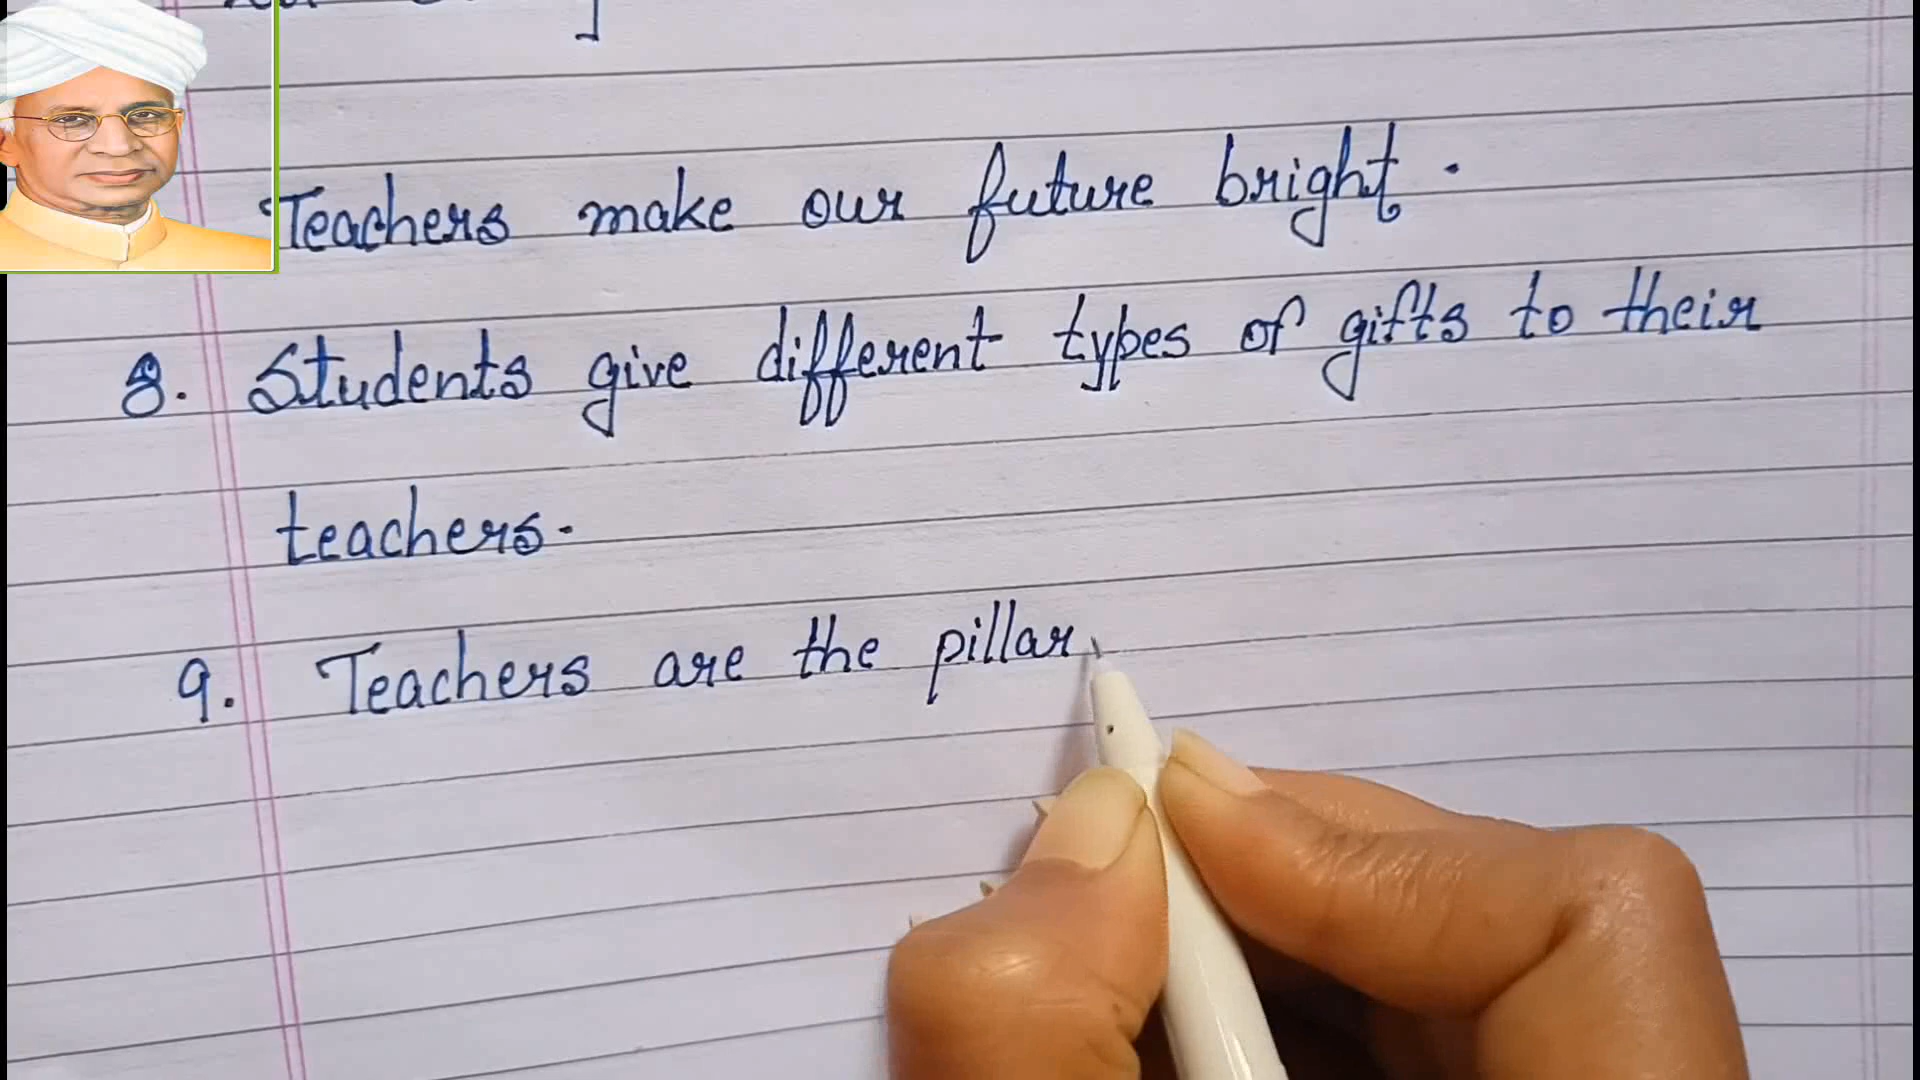 Teachers make our future bright.
8. Students give different types of gifts to their
teachers.
9. Teachers are the pillar